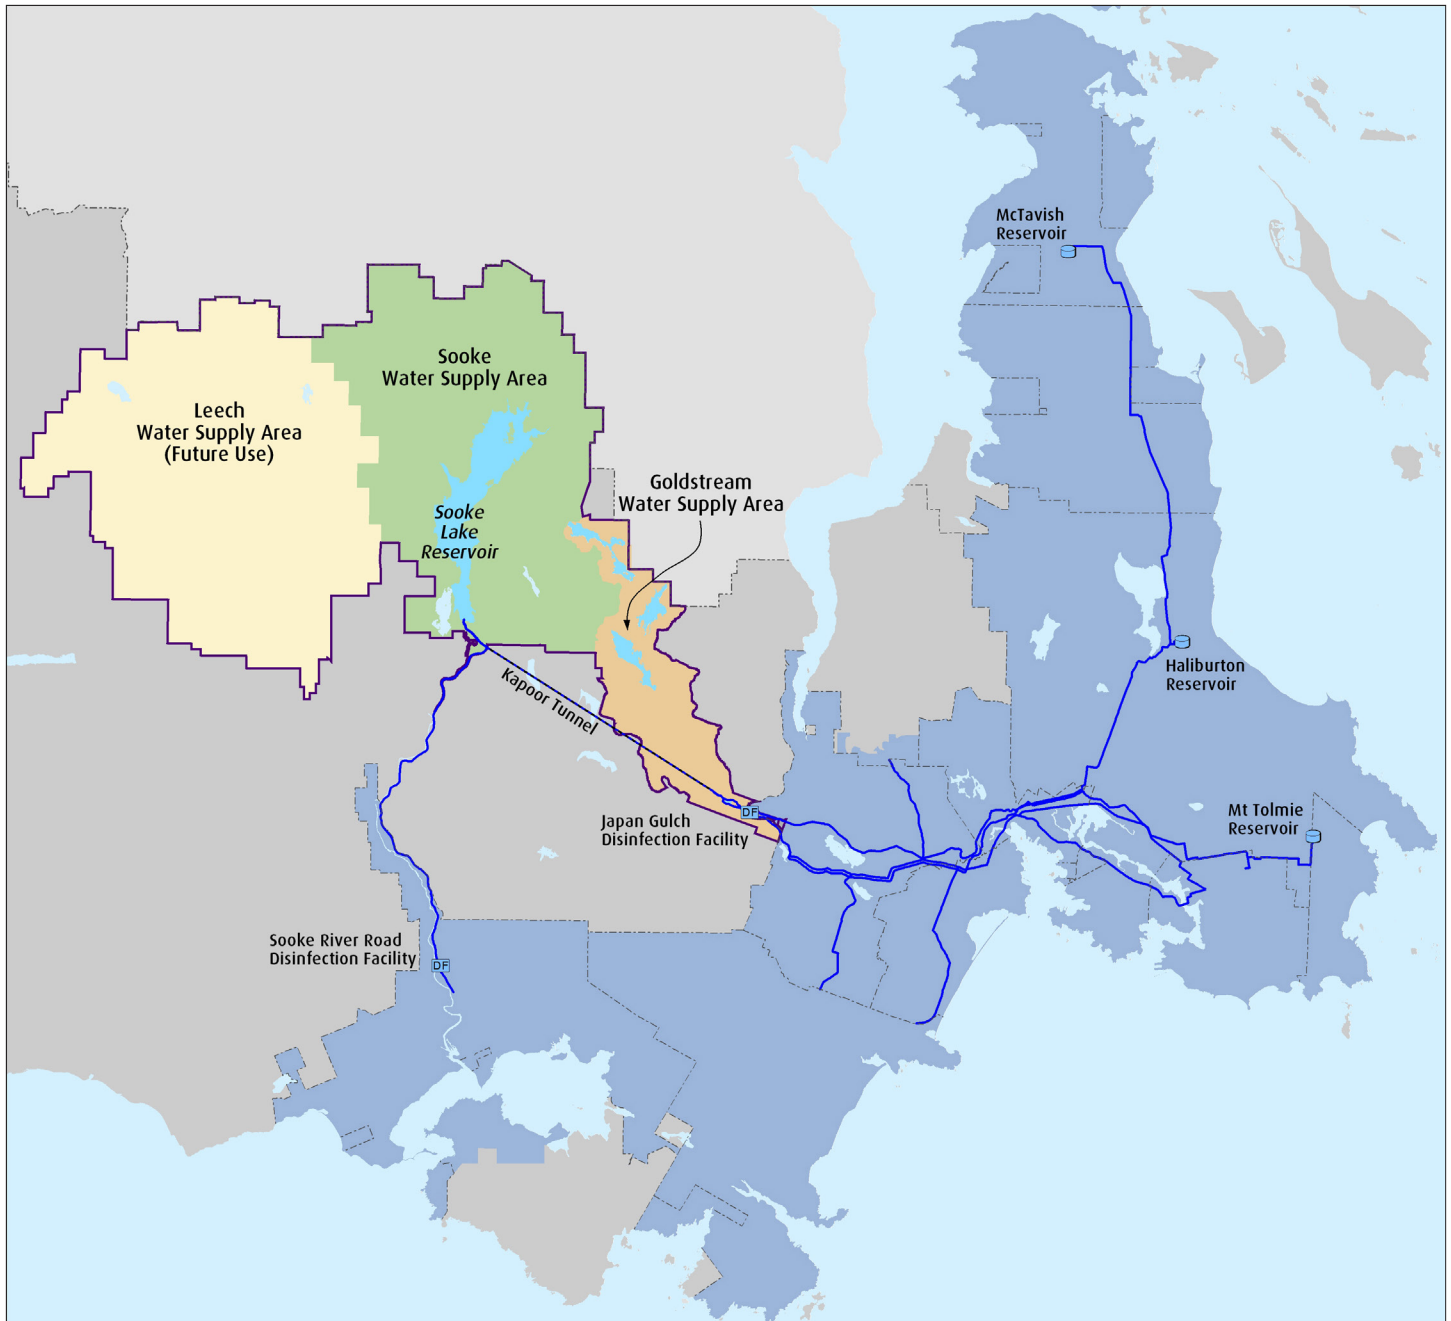 McTavish
Reservoir
Sooke
Water Supply Area
Leech
Water Supply Area
(Future Use)
Goldstream
Water Supply Area
Sooke
Lake
Reservoir
Haliburton
Reservoir
Kapoor Tunnel
DF
Japan Gulch
Disinfection Facility
Mt Tolmie
Reservoir
Sooke River Road
Disinfection Facility
DF